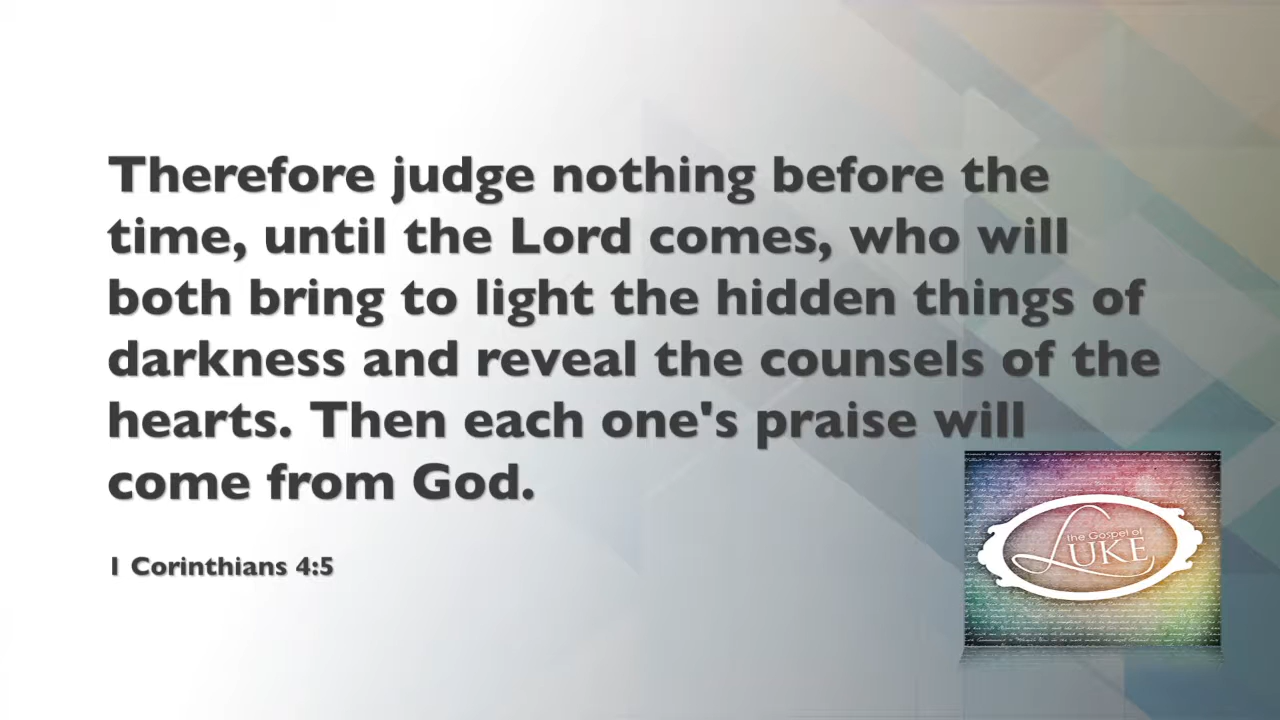 Therefore judge nothing before the
time, until the Lord comes, who will
both bring to light the hidden things of
darkness and reveal the counsels of the
hearts. Then each one's praise will
come from God.
1 Corinthians 4:5
the Gospel of
LUKE